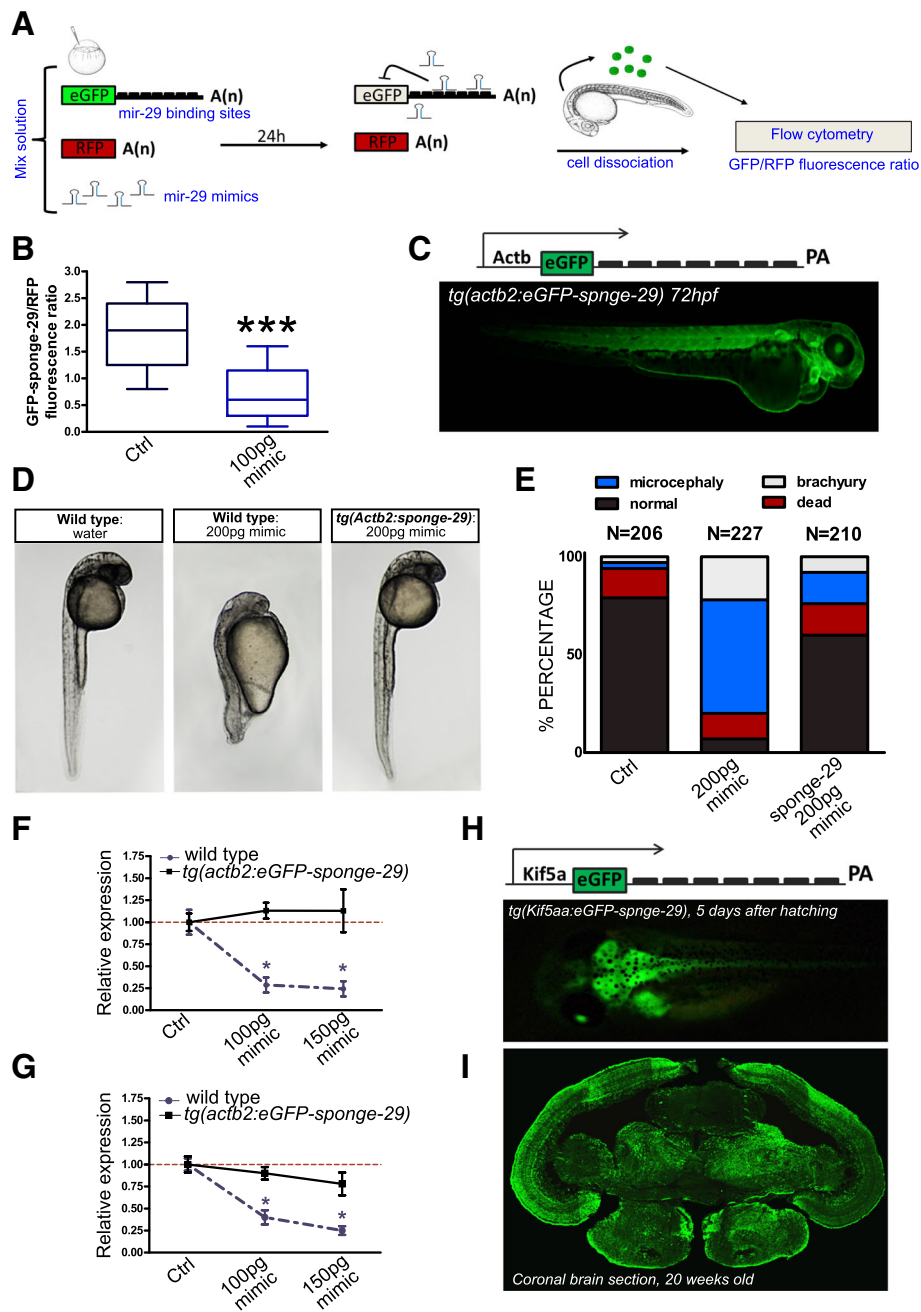 A
Mix solution
eGFP
A(n)
mir-29 binding sites
RFP
A(n)
mir-29 mimics
24h
eGFP
A(n)
RFP
A(n)
cell dissociation
Flow cytometry
GFP/RFP fluorescence ratio
B
GFP-sponge-29/RFP
fluorescence ratio
3.0
2.5
2.0
1.5
1.0
0.5
0.0
***
Ctrl
100pg
mimic
C
Actb
eGFP
PA
tg(actb2:eGFP-spnge-29) 72hpf
D
Wild type:
water
Wild type:
200pg mimic
tg(Actb2:sponge-29):
200pg mimic
E
microcephaly
brachyury
normal
dead
N=206
N=227
N=210
% PERCENTAGE
100
50
0
Ctrl
200pg
mimic
sponge-29
200pg
mimic
F
wild type
tg(actb2:eGFP-sponge-29)
Relative expression
1.75
1.50
1.25
1.00
0.75
0.50
0.25
0.00
*
*
Ctrl
100pg
mimic
150pg
mimic
G
wild type
tg(actb2:eGFP-sponge-29)
Relative expression
1.75
1.50
1.25
1.00
0.75
0.50
0.25
0.00
*
*
Ctrl
100pg
mimic
150pg
mimic
H
Kif5a
eGFP
PA
tg(Kif5aa:eGFP-spnge-29), 5 days after hatching
I
Coronal brain section, 20 weeks old